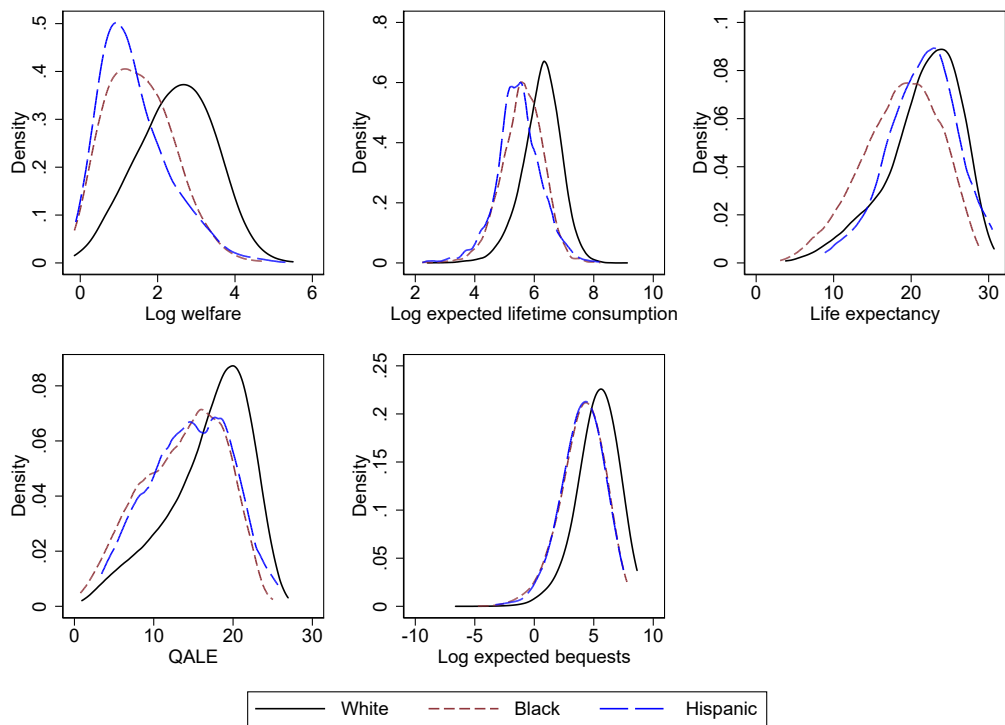 Density
0 .1 .2 .3 .4 .5
0 2 4 6
Log welfare
Density
0 .2 .4 .6 .8
2 4 6 8 10
Log expected lifetime consumption
Density
0 .02 .04 .06 .08 .1
0 10 20 30
Life expectancy
Density
0 .02 .04 .06 .08
0 10 20 30
QALE
Density
0 .05 .1 .15 .2 .25
-10 -5 0 5 10
Log expected bequests
White Black Hispanic